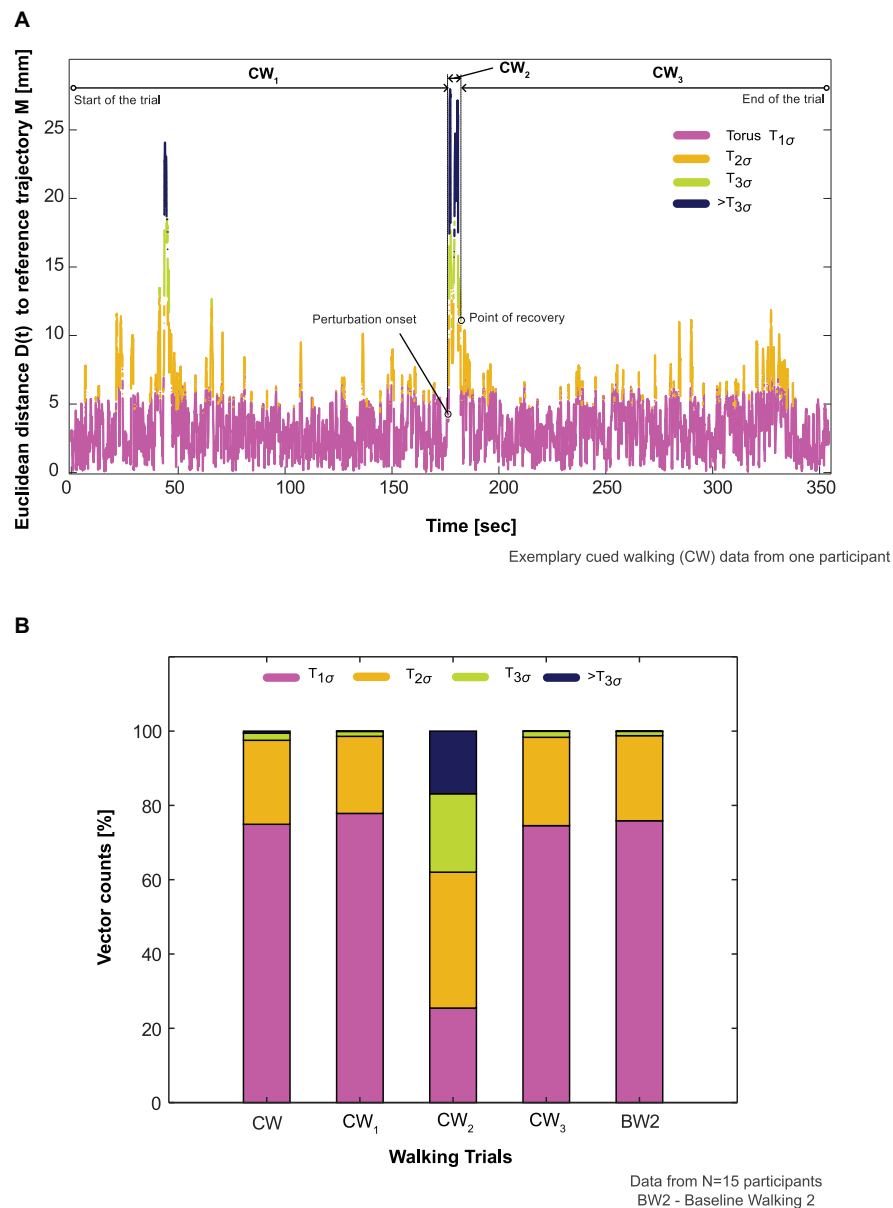 A
CW₁
CW₂
CW₃
Start of the trial
End of the trial
Euclidean distance D(t) to reference trajectory M [mm]
25
20
15
10
5
0
Torus T₁σ
T₂σ
T₃σ
>T₃σ
Perturbation onset
Point of recovery
0 50 100 150 200 250 300 350
Time [sec]
Exemplary cued walking (CW) data from one participant
B
T₁σ T₂σ T₃σ >T₃σ
Vector counts [%]
100
80
60
40
20
0
CW CW₁ CW₂ CW₃ BW2
Walking Trials
Data from N=15 participants
BW2 - Baseline Walking 2